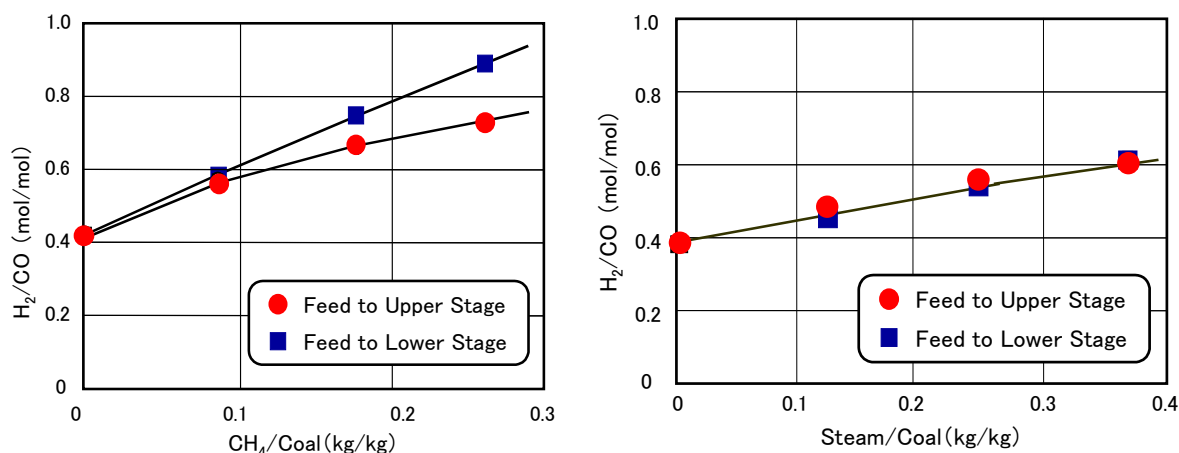 1.0
0.8
0.6
0.4
0.2
0
H₂/CO (mol/mol)
Feed to Upper Stage
Feed to Lower Stage
0 0.1 0.2 0.3
CH₄/Coal(kg/kg)
1.0
0.8
0.6
0.4
0.2
0
H₂/CO (mol/mol)
Feed to Upper Stage
Feed to Lower Stage
0 0.1 0.2 0.3 0.4
Steam/Coal(kg/kg)